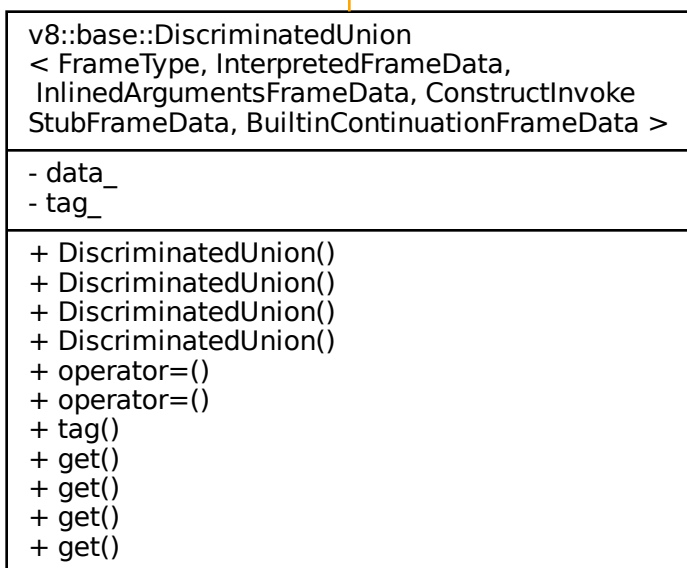 v8::base::DiscriminatedUnion
< FrameType, InterpretedFrameData,
InlinedArgumentsFrameData, ConstructInvoke
StubFrameData, BuiltinContinuationFrameData >
- data_
- tag_
+ DiscriminatedUnion()
+ DiscriminatedUnion()
+ DiscriminatedUnion()
+ DiscriminatedUnion()
+ operator=()
+ operator=()
+ tag()
+ get()
+ get()
+ get()
+ get()